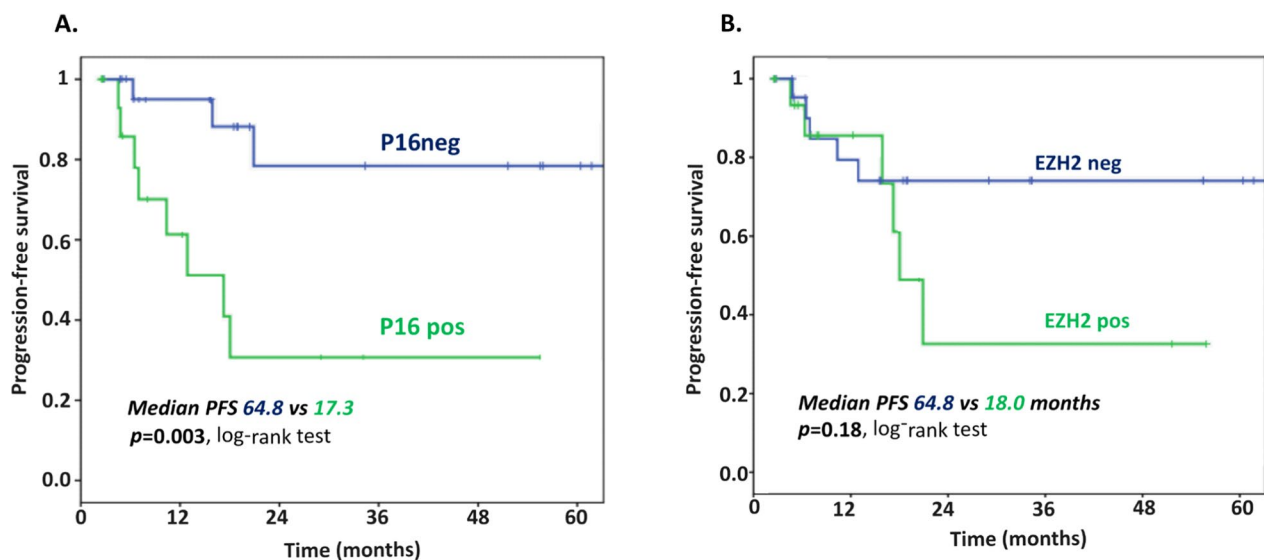 A.
Progression-free survival
1
0.8
0.6
0.4
0.2
0.0
P16neg
P16 pos
Median PFS 64.8 vs 17.3
p=0.003, log-rank test
0 12 24 36 48 60
Time (months)
B.
Progression-free survival
1
0.8
0.6
0.4
0.2
0.0
EZH2 neg
EZH2 pos
Median PFS 64.8 vs 18.0 months
p=0.18, log-rank test
0 12 24 36 48 60
Time (months)